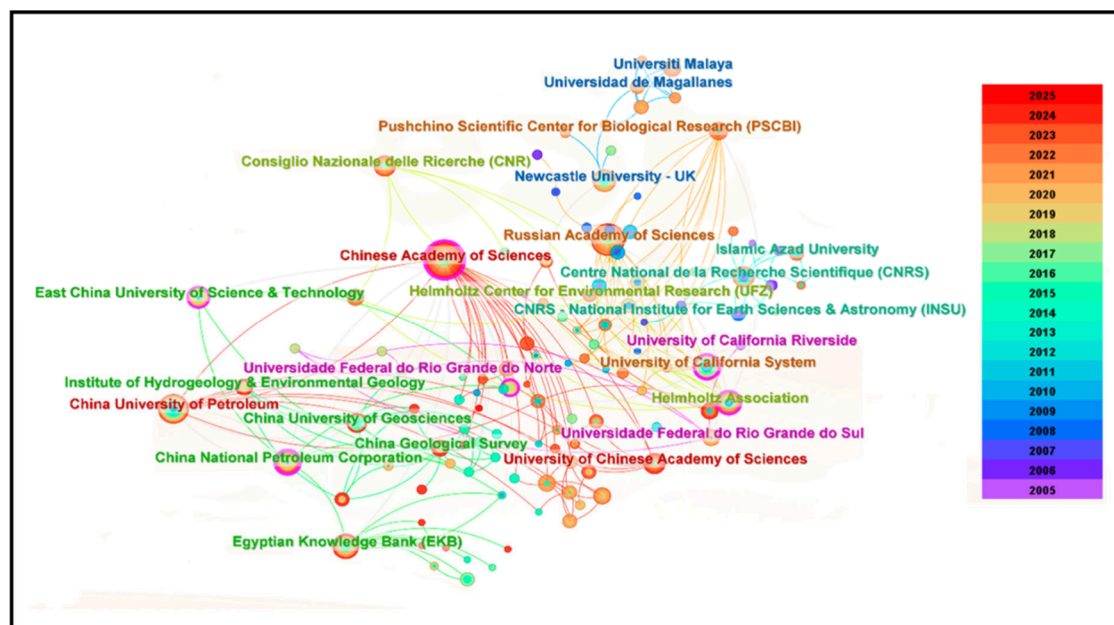 Universiti Malaya
Universidad de Magallanes
Pushchino Scientific Center for Biological Research (PSCBI)
Consiglio Nazionale delle Ricerche (CNR)
Newcastle University - UK
Russian Academy of Sciences
Chinese Academy of Sciences
Islamic Azad University
Centre National de la Recherche Scientifique (CNRS)
Helmholtz Center for Environmental Research (UFZ)
East China University of Science & Technology
CNRS - National Institute for Earth Sciences & Astronomy (INSU)
University of California Riverside
University of California System
Universidade Federal do Rio Grande do Norte
Institute of Hydrogeology & Environmental Geology
Helmholtz Association
China University of Petroleum
China University of Geosciences
Universidade Federal do Rio Grande do Sul
China Geological Survey
China National Petroleum Corporation
University of Chinese Academy of Sciences
Egyptian Knowledge Bank (EKB)
2025
2024
2023
2022
2021
2020
2019
2018
2017
2016
2015
2014
2013
2012
2011
2010
2009
2008
2007
2006
2005